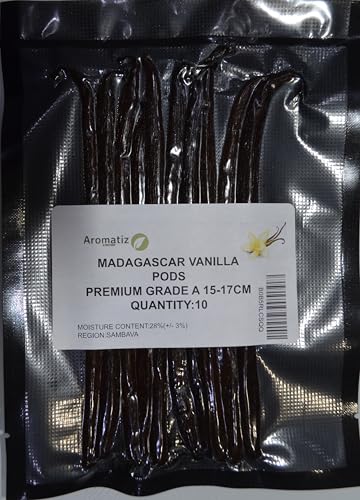 Aromatiz
MADAGASCAR VANILLA
PODS
PREMIUM GRADE A 15-17CM
QUANTITY:10
MOISTURE CONTENT:28%(+/- 3%)
REGION:SAMBAVA